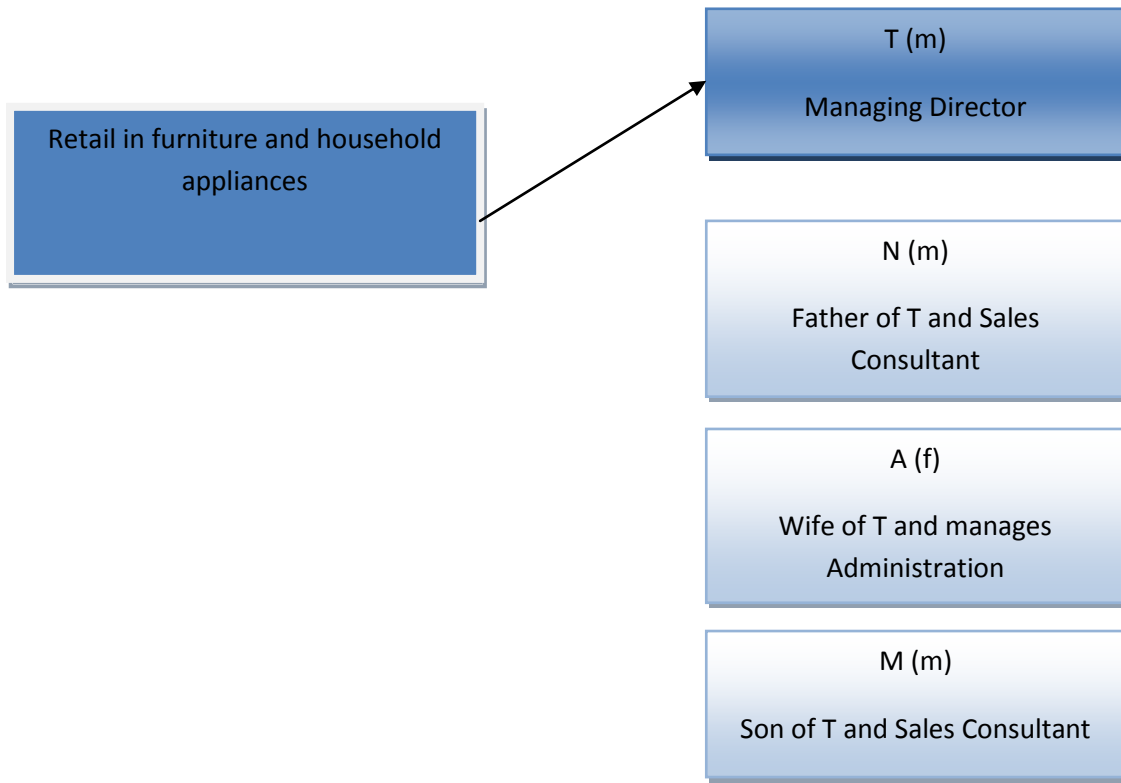 Retail in furniture and household
appliances
T (m)
Managing Director
N (m)
Father of T and Sales
Consultant
A (f)
Wife of T and manages
Administration
M (m)
Son of T and Sales Consultant